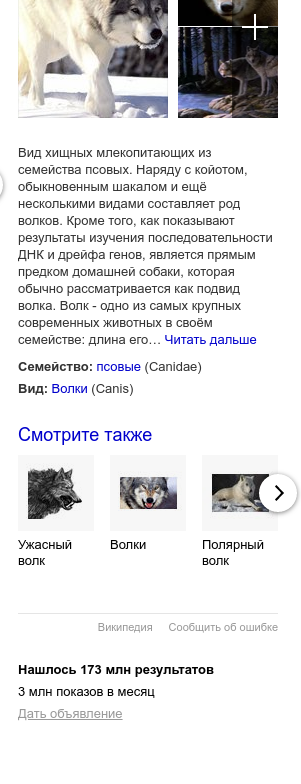 Вид хищных млекопитающих из
семейства псовых. Наряду с койотом,
обыкновенным шакалом и ещё
несколькими видами составляет род
волков. Кроме того, как показывают
результаты изучения последовательности
ДНК и дрейфа генов, является прямым
предком домашней собаки, которая
обычно рассматривается как подвид
волка. Волк - одно из самых крупных
современных животных в своём
семействе: длина его… Читать дальше
Семейство: псовые (Canidae)
Вид: Волки (Canis)
Смотрите также
Ужасный
волк
Волки
Полярный
волк
Википедия Сообщить об ошибке
Нашлось 173 млн результатов
3 млн показов в месяц
Дать объявление